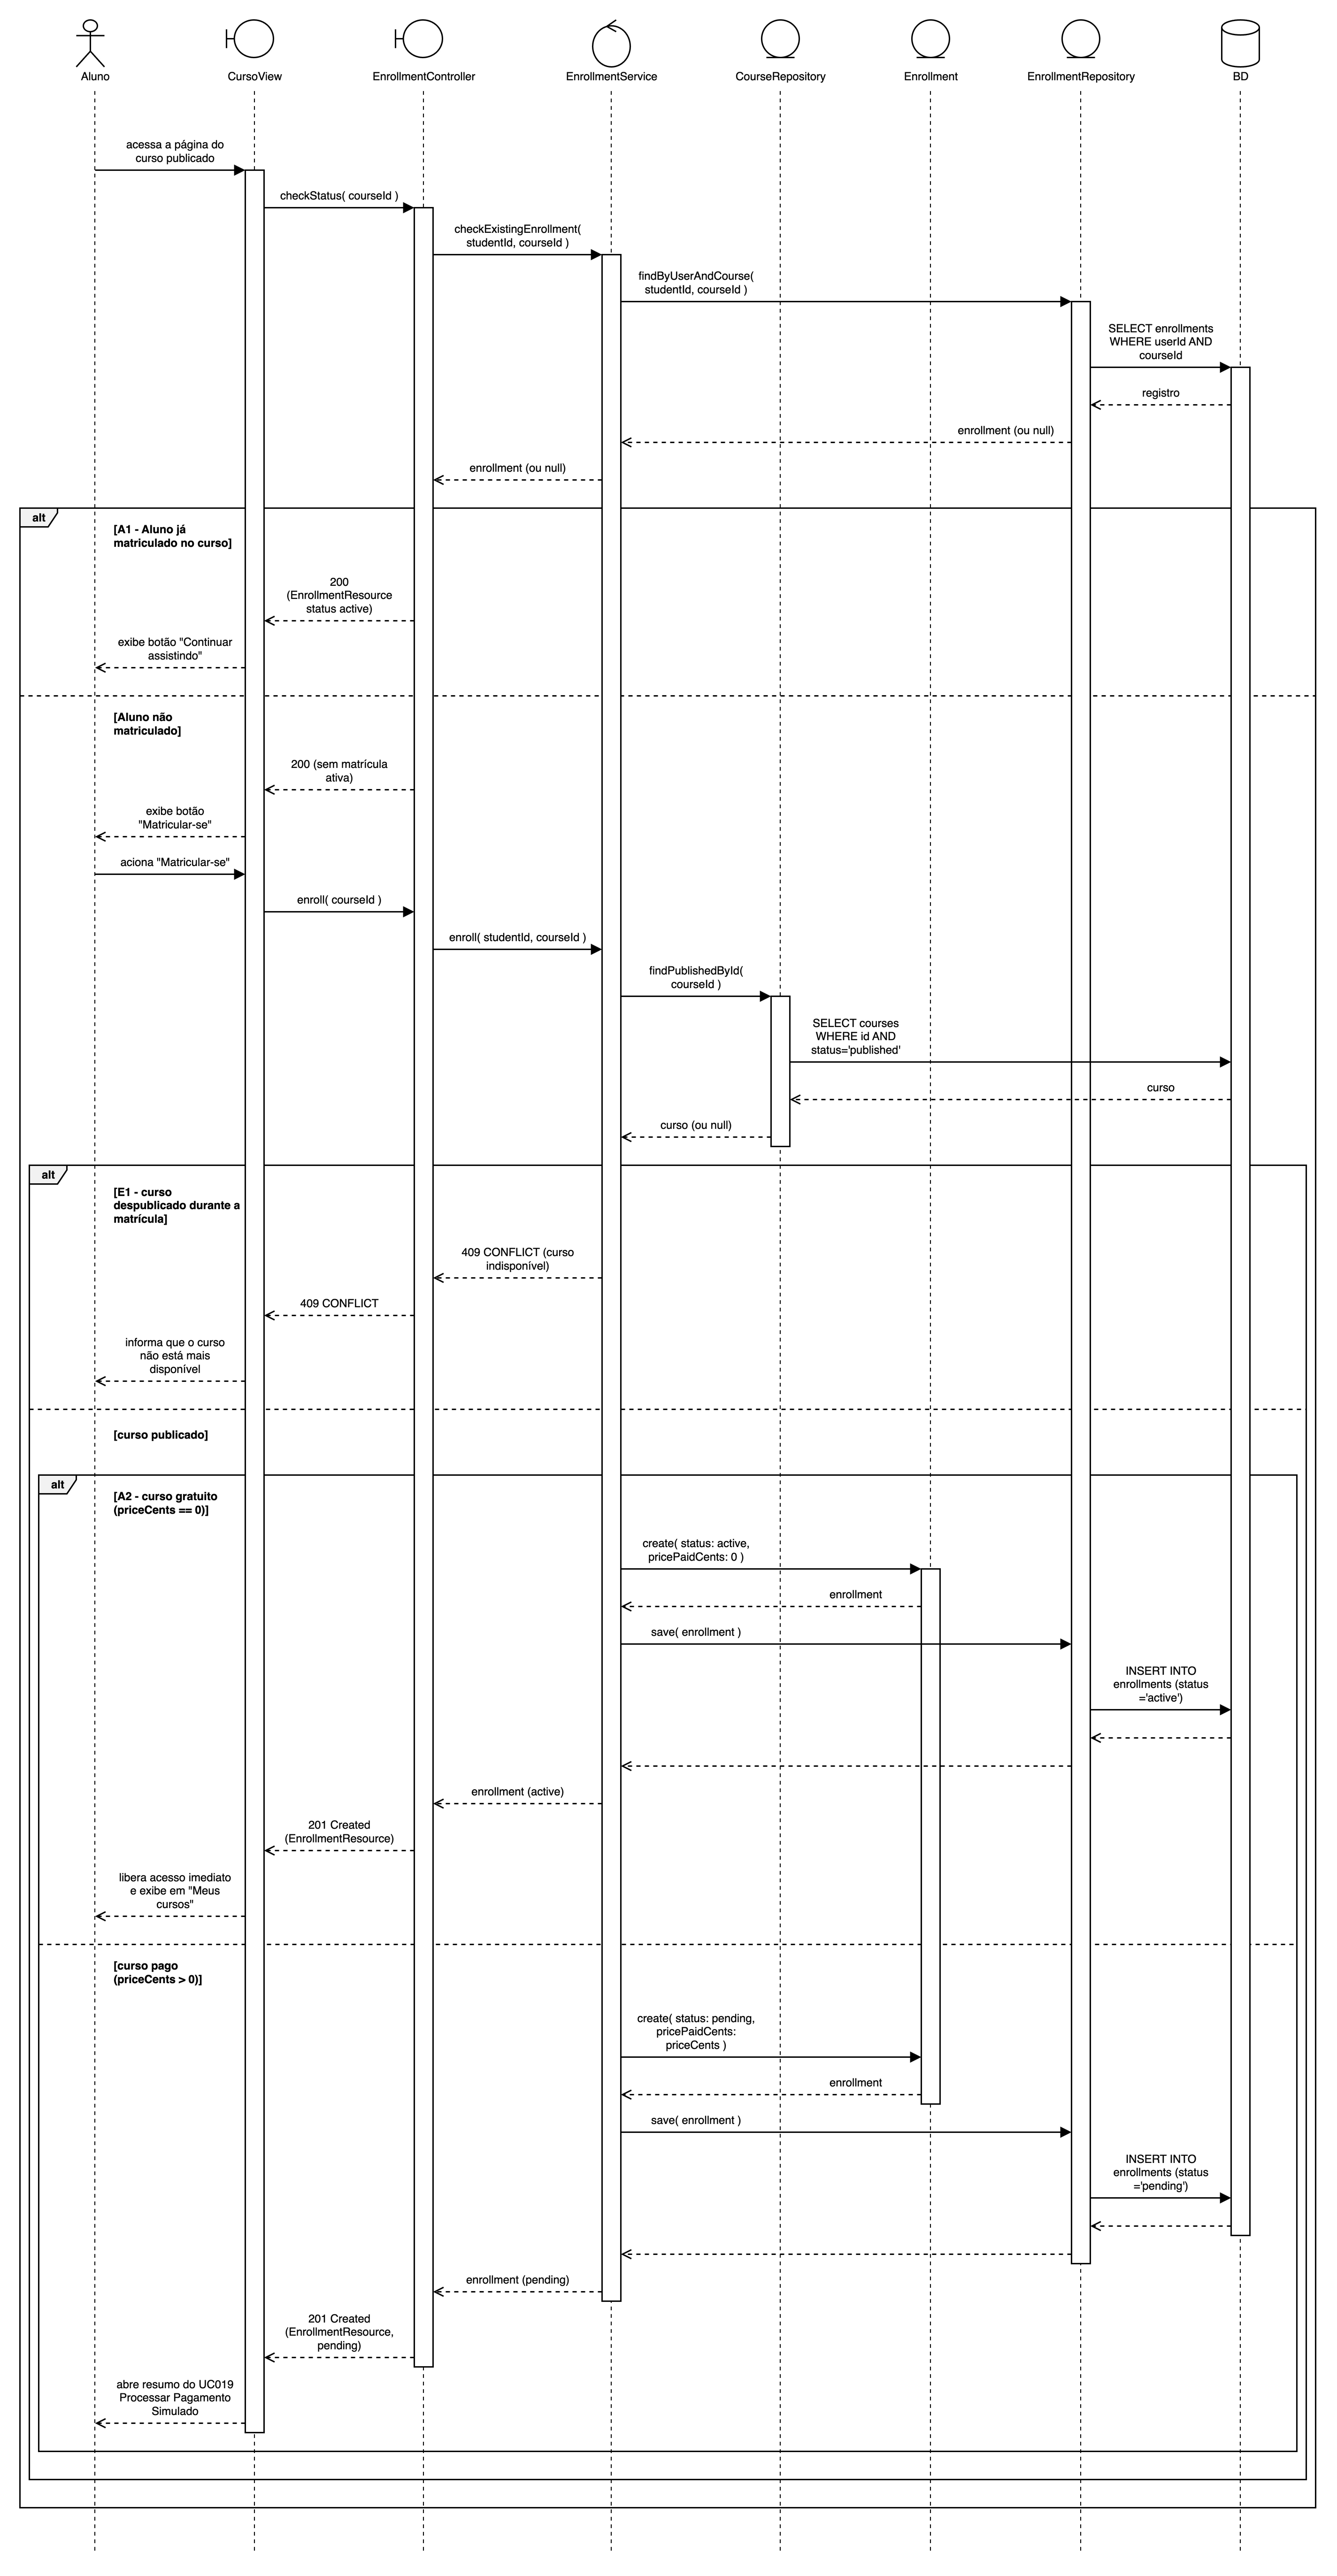 Aluno
CursoView
EnrollmentController
EnrollmentService
CourseRepository
Enrollment
EnrollmentRepository
BD
acessa a página do
curso publicado
checkStatus( courseId )
checkExistingEnrollment(
studentId, courseId )
findByUserAndCourse(
studentId, courseId )
SELECT enrollments
WHERE userId AND
courseId
registro
enrollment (ou null)
enrollment (ou null)
alt
[A1 - Aluno já
matriculado no curso]
200
(EnrollmentResource
status active)
exibe botão "Continuar
assistindo"
[Aluno não
matriculado]
200 (sem matrícula
ativa)
exibe botão
"Matricular-se"
aciona "Matricular-se"
enroll( courseId )
enroll( studentId, courseId )
findPublishedById(
courseId )
SELECT courses
WHERE id AND
status='published'
curso
curso (ou null)
alt
[E1 - curso
despublicado durante a
matrícula]
409 CONFLICT (curso
indisponível)
409 CONFLICT
informa que o curso
não está mais
disponível
[curso publicado]
alt
[A2 - curso gratuito
(priceCents == 0)]
create( status: active,
pricePaidCents: 0 )
enrollment
save( enrollment )
INSERT INTO
enrollments (status
='active')
enrollment (active)
201 Created
(EnrollmentResource)
libera acesso imediato
e exibe em "Meus
cursos"
[curso pago
(priceCents > 0)]
create( status: pending,
pricePaidCents:
priceCents )
enrollment
save( enrollment )
INSERT INTO
enrollments (status
='pending')
enrollment (pending)
201 Created
(EnrollmentResource,
pending)
abre resumo do UC019
Processar Pagamento
Simulado